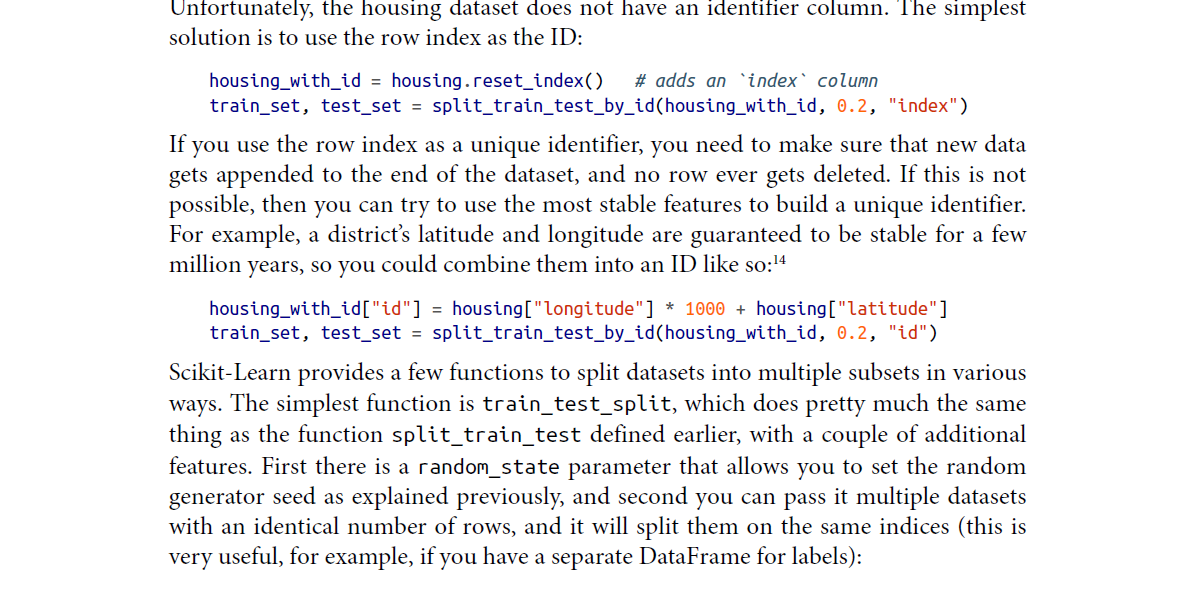 Unfortunately, the housing dataset does not have an identifier column. The simplest
solution is to use the row index as the ID:
housing_with_id = housing.reset_index()   # adds an `index` column
train_set, test_set = split_train_test_by_id(housing_with_id, 0.2, "index")
If you use the row index as a unique identifier, you need to make sure that new data
gets appended to the end of the dataset, and no row ever gets deleted. If this is not
possible, then you can try to use the most stable features to build a unique identifier.
For example, a district’s latitude and longitude are guaranteed to be stable for a few
million years, so you could combine them into an ID like so:14
housing_with_id["id"] = housing["longitude"] * 1000 + housing["latitude"]
train_set, test_set = split_train_test_by_id(housing_with_id, 0.2, "id")
Scikit-Learn provides a few functions to split datasets into multiple subsets in various
ways. The simplest function is train_test_split, which does pretty much the same
thing as the function split_train_test defined earlier, with a couple of additional
features. First there is a random_state parameter that allows you to set the random
generator seed as explained previously, and second you can pass it multiple datasets
with an identical number of rows, and it will split them on the same indices (this is
very useful, for example, if you have a separate DataFrame for labels):